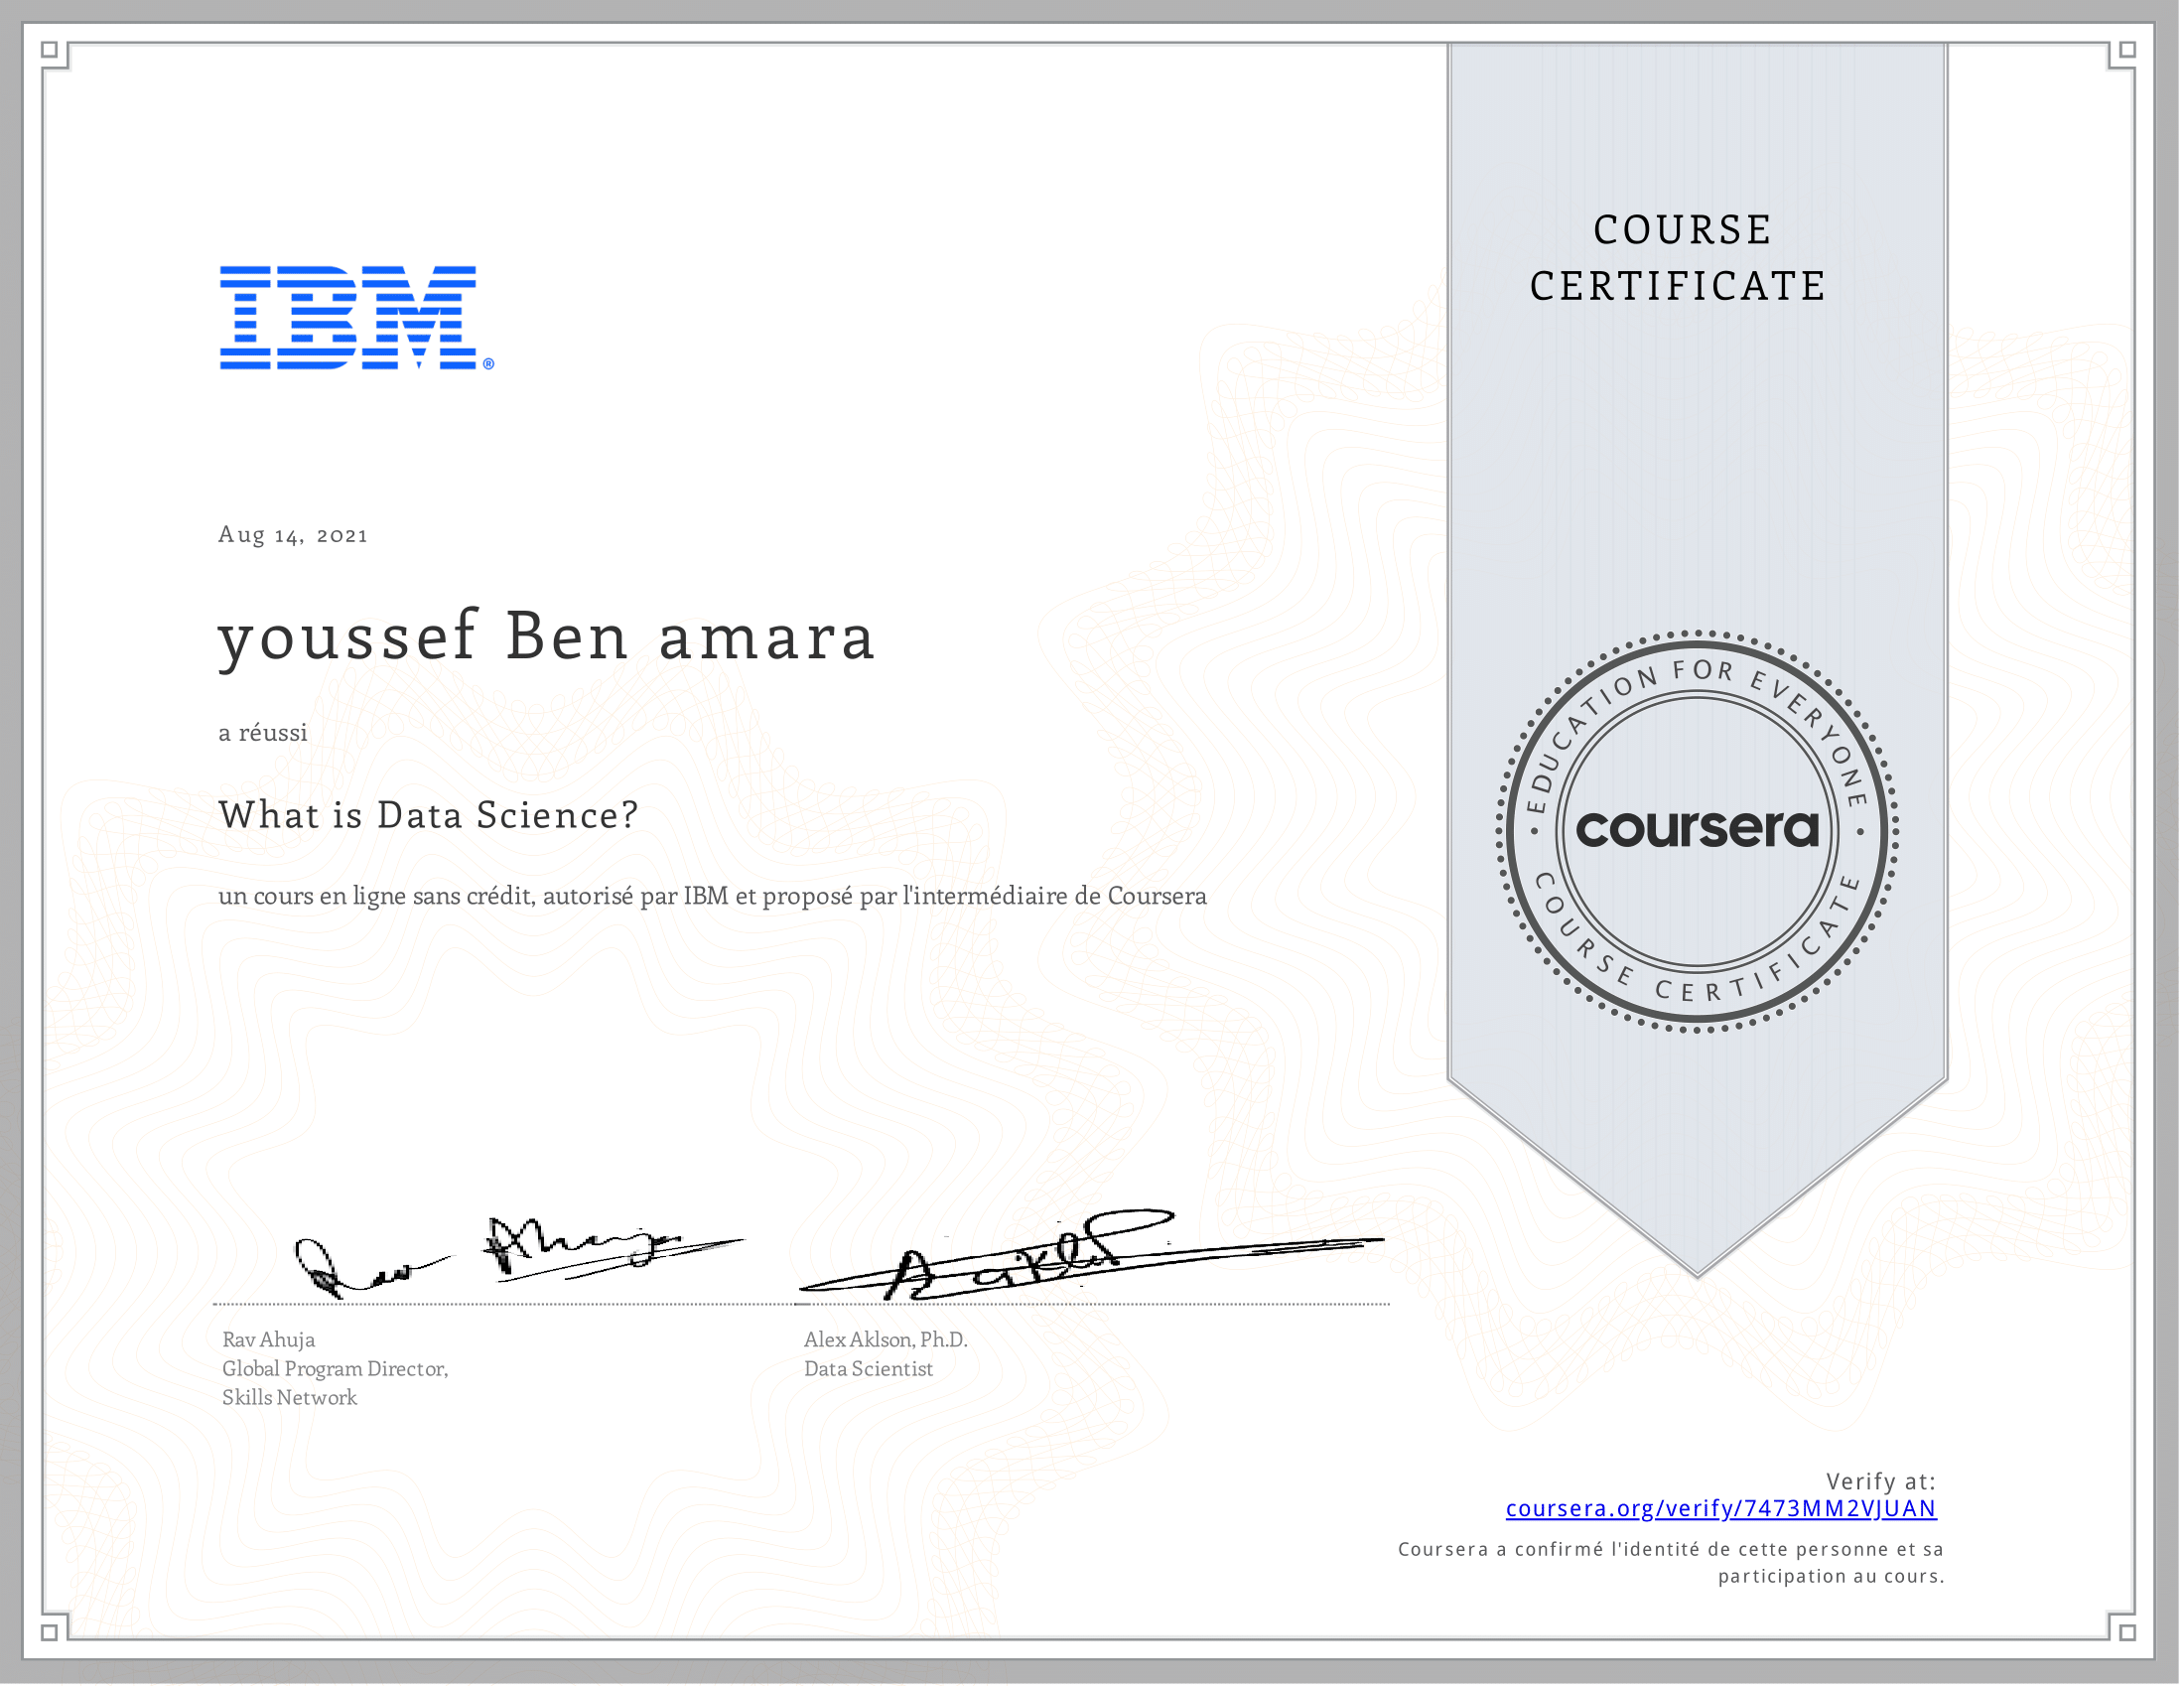 COURSE
CERTIFICATE
IBM®
Aug 14, 2021
youssef Ben amara
a réussi
What is Data Science?
un cours en ligne sans crédit, autorisé par IBM et proposé par l'intermédiaire de Coursera
EDUCATION FOR EVERYONE
coursera
COURSE CERTIFICATE
Rav Ahuja
Global Program Director,
Skills Network
Alex Aklson, Ph.D.
Data Scientist
Verify at:
coursera.org/verify/7473MM2VJUAN
Coursera a confirmé l'identité de cette personne et sa
participation au cours.